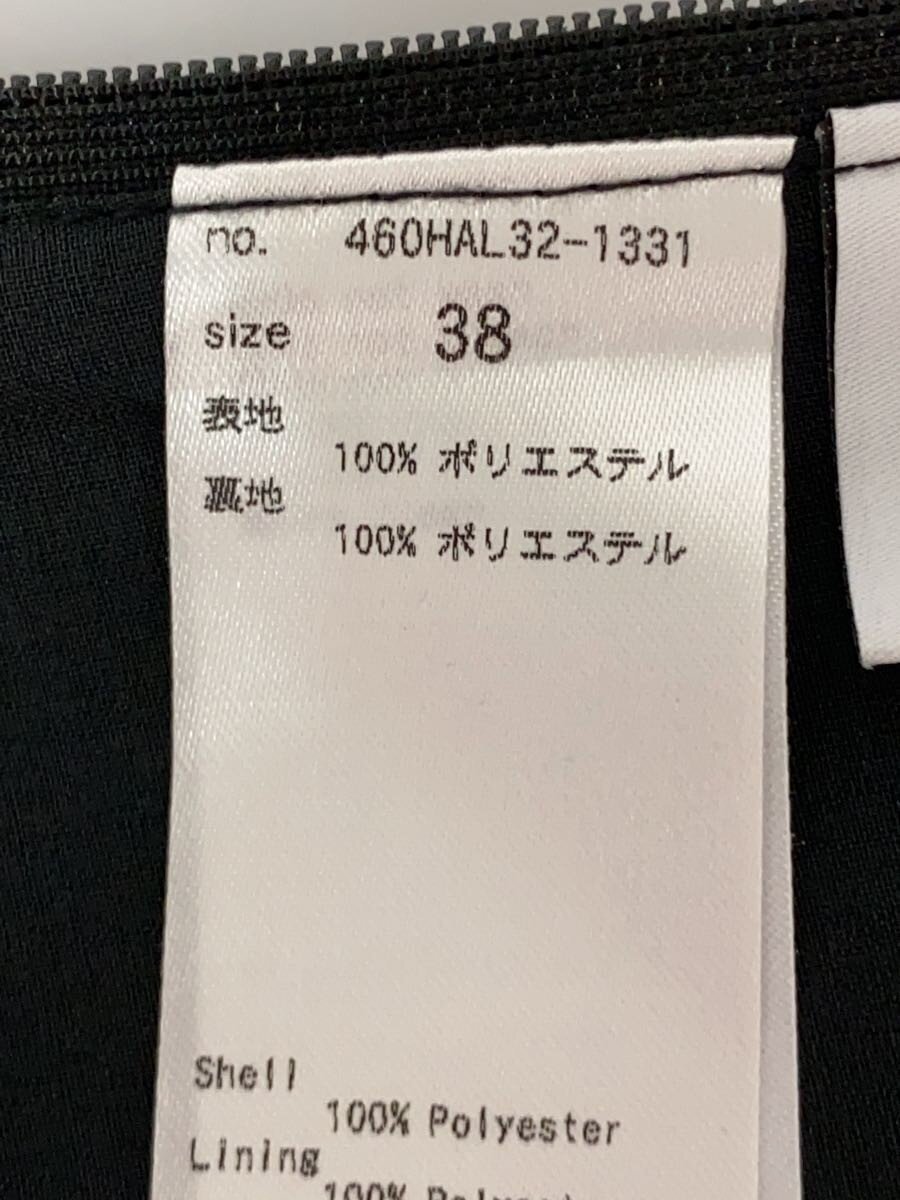 no. 460HAL32-1331
size 38
表地
100% ポリエステル
裏地
100% ポリエステル
Shell
100% Polyester
Lining
100%